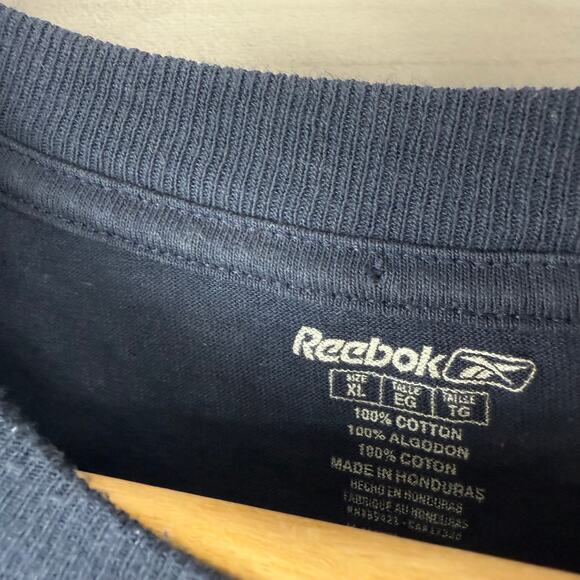 Reebok
SIZE XL TALLE EG TAILLE TG
100% COTTON
100% ALGODON
100% COTON
MADE IN HONDURAS
HECHO EN HONDURAS
FABRIQUÉ AU HONDURAS